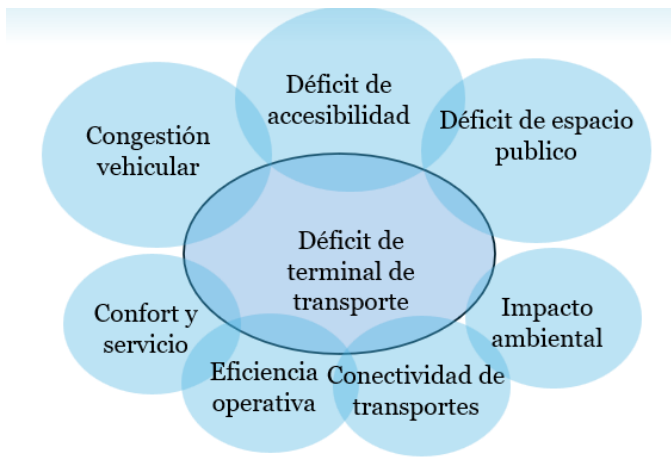 Déficit de
accesibilidad
Congestión
vehicular
Déficit de espacio
publico
Déficit de
terminal de
transporte
Confort y
servicio
Impacto
ambiental
Eficiencia
operativa
Conectividad de
transportes